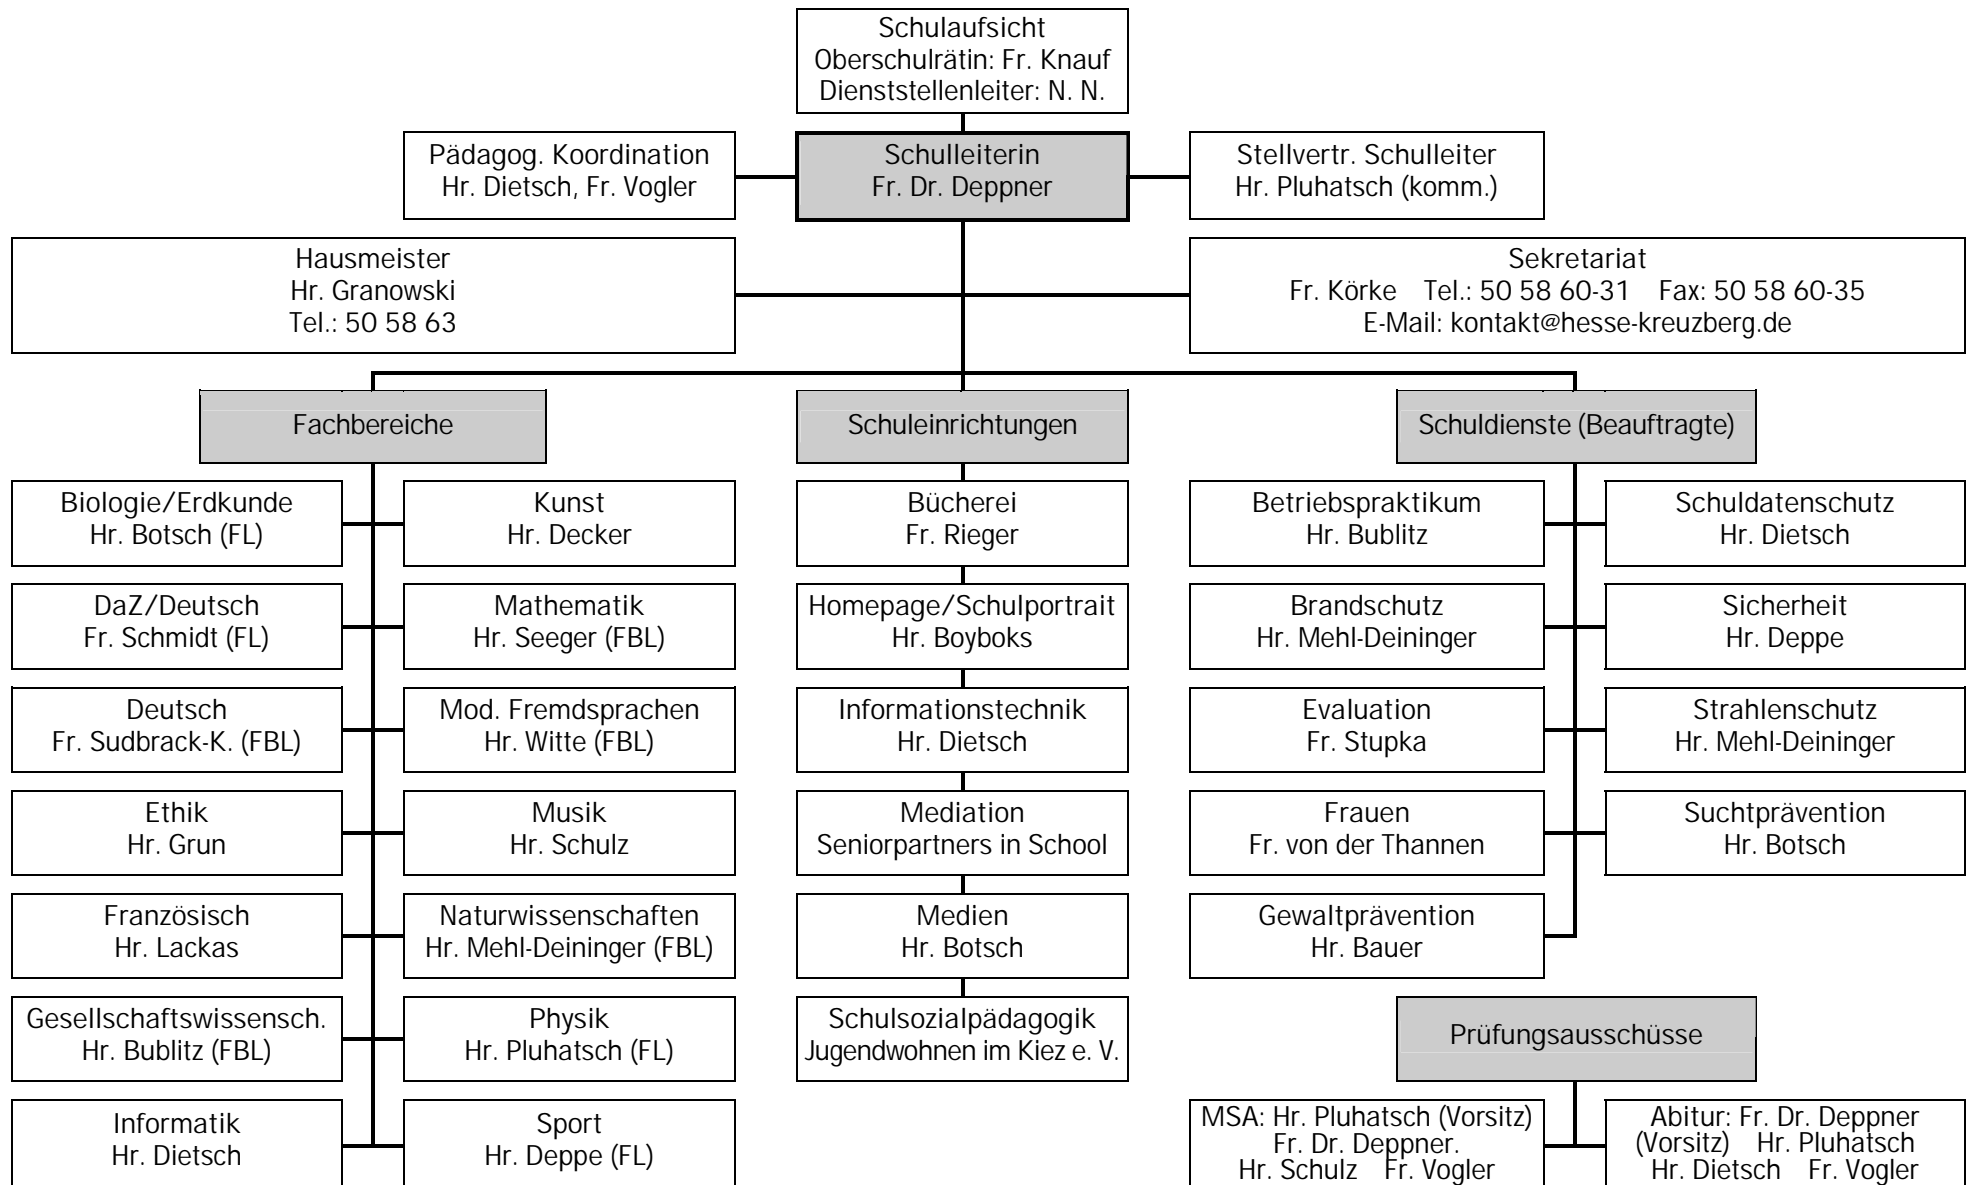 Schulaufsicht
Oberschulrätin: Fr. Knauf
Dienststellenleiter: N. N.
Pädagog. Koordination
Hr. Dietsch, Fr. Vogler
Schulleiterin
Fr. Dr. Deppner
Stellvertr. Schulleiter
Hr. Pluhatsch (komm.)
Hausmeister
Hr. Granowski
Tel.: 50 58 63
Sekretariat
Fr. Körke Tel.: 50 58 60-31 Fax: 50 58 60-35
E-Mail: kontakt@hesse-kreuzberg.de
Fachbereiche
Biologie/Erdkunde
Hr. Botsch (FL)
Kunst
Hr. Decker
DaZ/Deutsch
Fr. Schmidt (FL)
Mathematik
Hr. Seeger (FBL)
Deutsch
Fr. Sudbrack-K. (FBL)
Mod. Fremdsprachen
Hr. Witte (FBL)
Ethik
Hr. Grun
Musik
Hr. Schulz
Französisch
Hr. Lackas
Naturwissenschaften
Hr. Mehl-Deininger (FBL)
Gesellschaftswissensch.
Hr. Bublitz (FBL)
Physik
Hr. Pluhatsch (FL)
Informatik
Hr. Dietsch
Sport
Hr. Deppe (FL)
Schuleinrichtungen
Bücherei
Fr. Rieger
Homepage/Schulportrait
Hr. Boyboks
Informationstechnik
Hr. Dietsch
Mediation
Seniorpartners in School
Medien
Hr. Botsch
Schulsozialpädagogik
Jugendwohnen im Kiez e. V.
Schuldienste (Beauftragte)
Betriebspraktikum
Hr. Bublitz
Schuldatenschutz
Hr. Dietsch
Brandschutz
Hr. Mehl-Deininger
Sicherheit
Hr. Deppe
Evaluation
Fr. Stupka
Strahlenschutz
Hr. Mehl-Deininger
Frauen
Fr. von der Thannen
Suchtprävention
Hr. Botsch
Gewaltprävention
Hr. Bauer
Prüfungsausschüsse
MSA: Hr. Pluhatsch (Vorsitz)
Fr. Dr. Deppner.
Hr. Schulz Fr. Vogler
Abitur: Fr. Dr. Deppner
(Vorsitz) Hr. Pluhatsch
Hr. Dietsch Fr. Vogler